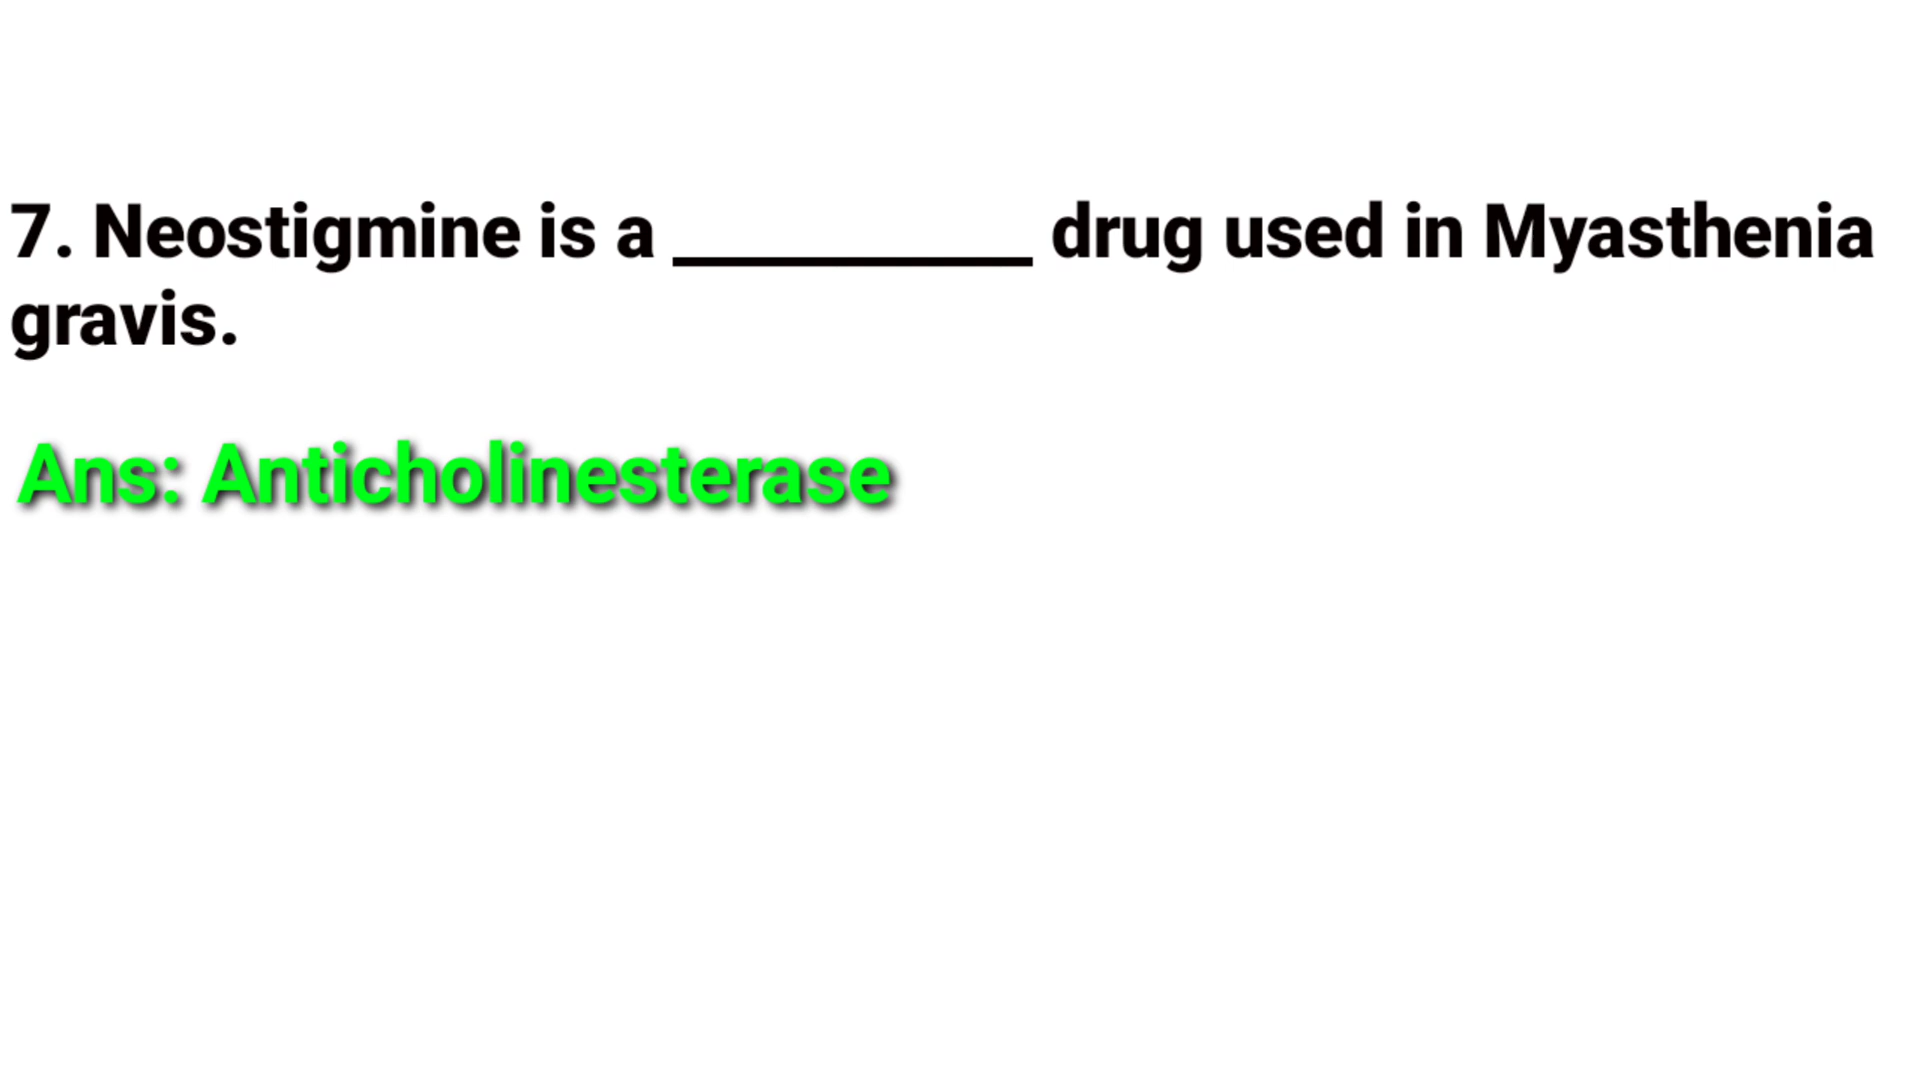 7. Neostigmine is a __________ drug used in Myasthenia
gravis.
Ans: Anticholinesterase